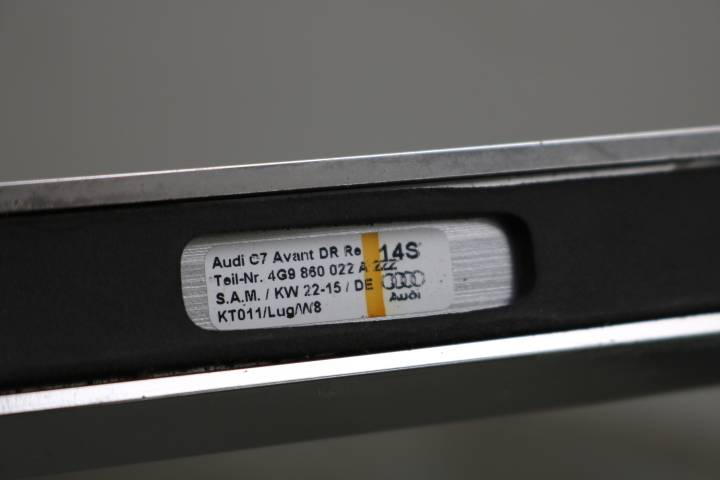 Audi C7 Avant DR Re 14S
Teil-Nr. 4G9 860 022 A ZZZ
S.A.M. / KW 22-15 / DE
Audi
KT011/Lug/W8